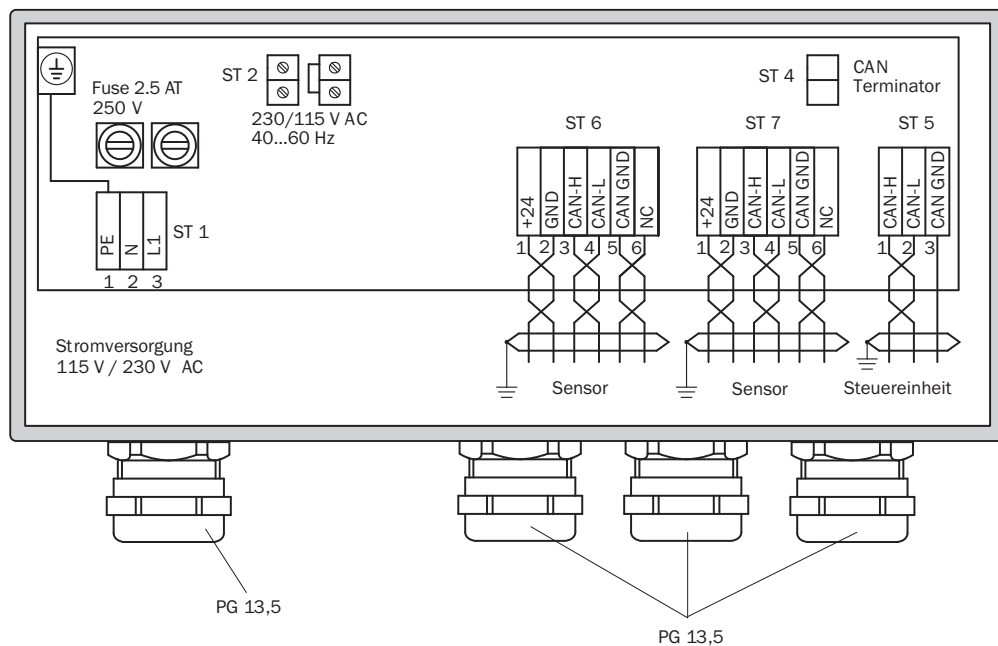 Fuse 2.5 AT
250 V
ST 2
230/115 V AC
40...60 Hz
ST 4
CAN
Terminator
ST 6
ST 7
ST 5
+24
GND
CAN-H
CAN-L
CAN GND
NC
1 2 3 4 5 6
+24
GND
CAN-H
CAN-L
CAN GND
NC
1 2 3 4 5 6
CAN-H
CAN-L
CAN GND
1 2 3
PE
N
L1
ST 1
1 2 3
Stromversorgung
115 V / 230 V AC
Sensor
Sensor
Steuereinheit
PG 13,5
PG 13,5